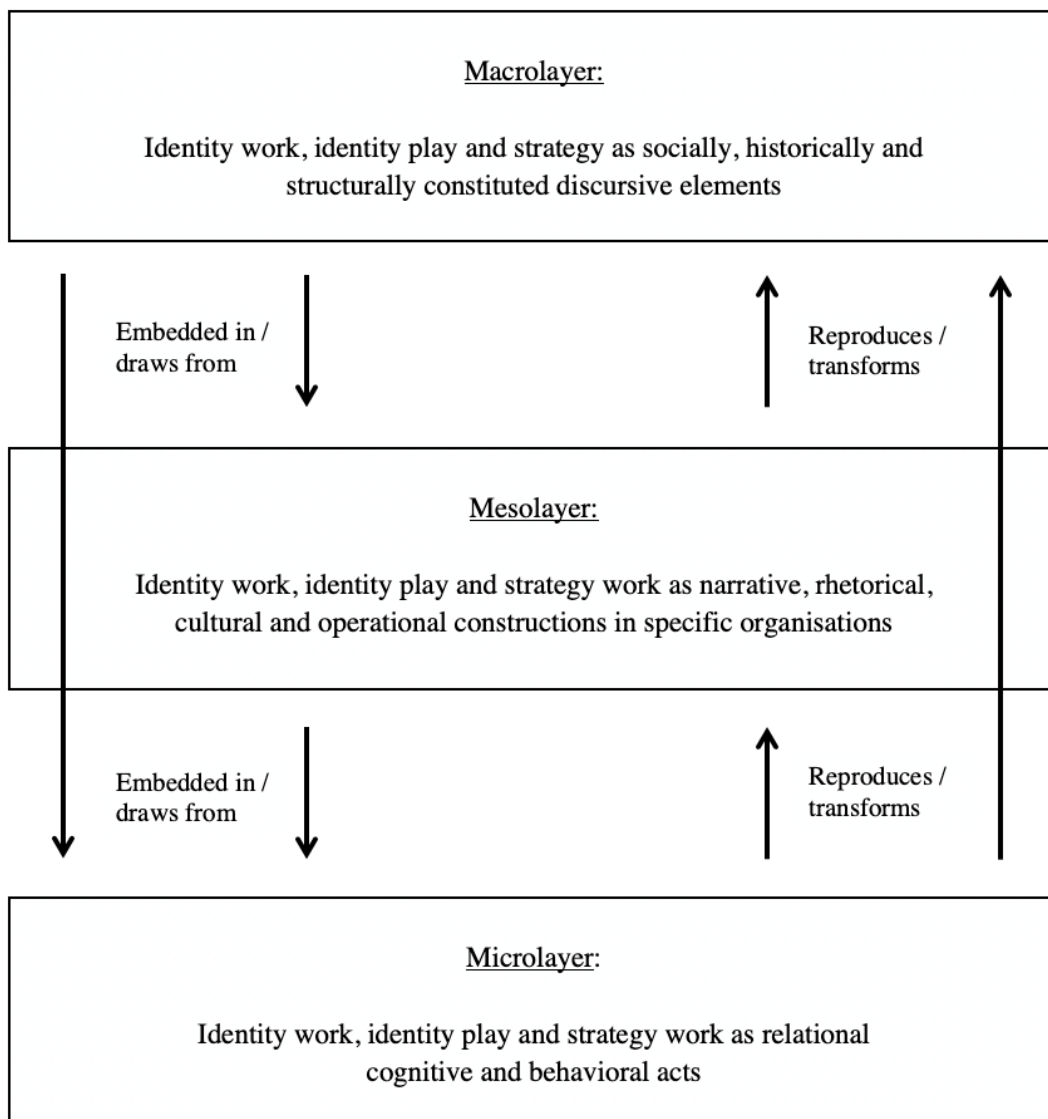 Macrolayer:
Identity work, identity play and strategy as socially, historically and
structurally constituted discursive elements
Embedded in /
draws from
Reproduces /
transforms
Mesolayer:
Identity work, identity play and strategy work as narrative, rhetorical,
cultural and operational constructions in specific organisations
Embedded in /
draws from
Reproduces /
transforms
Microlayer:
Identity work, identity play and strategy work as relational
cognitive and behavioral acts